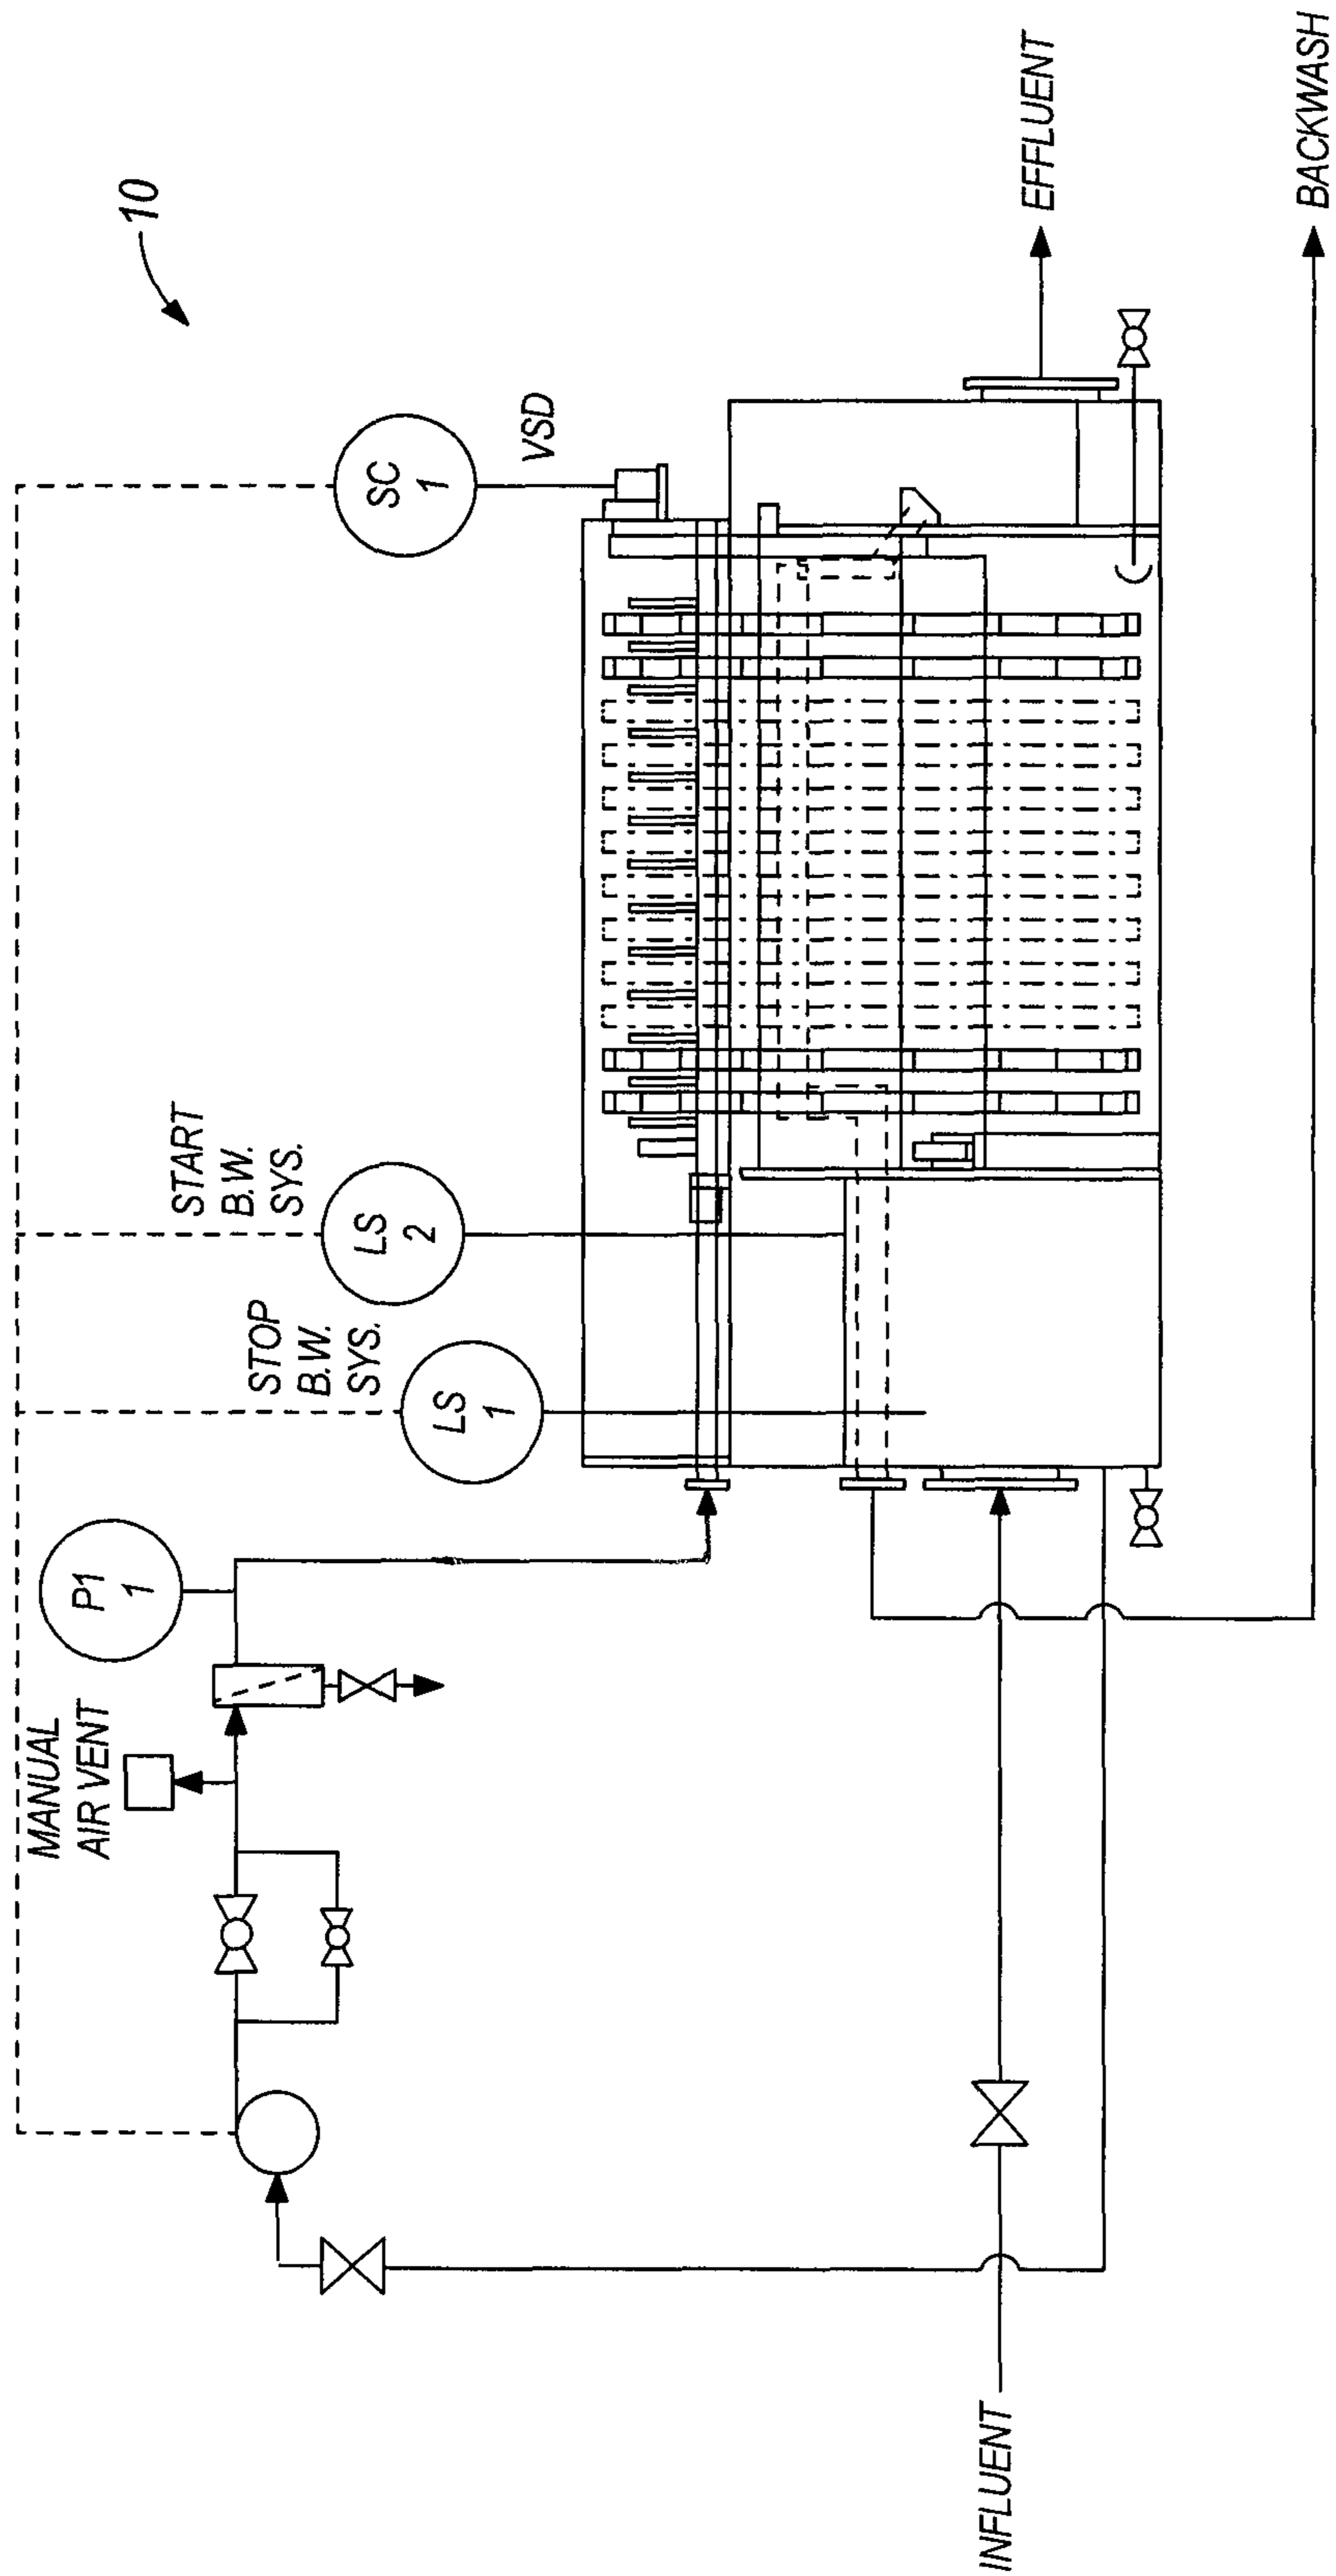 10
EFFLUENT
BACKWASH
SC
1
VSD
START
B.W.
SYS.
LS
2
STOP
B.W.
SYS.
LS
1
P1
1
MANUAL
AIR VENT
INFLUENT